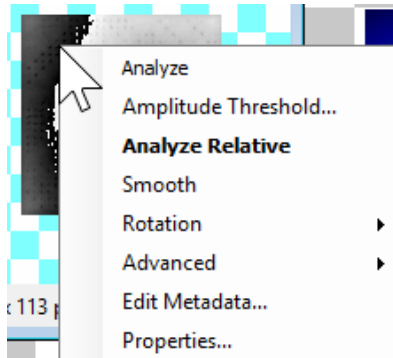 Analyze
Amplitude Threshold...
Analyze Relative
Smooth
Rotation
Advanced
Edit Metadata...
x 113 p
Properties...